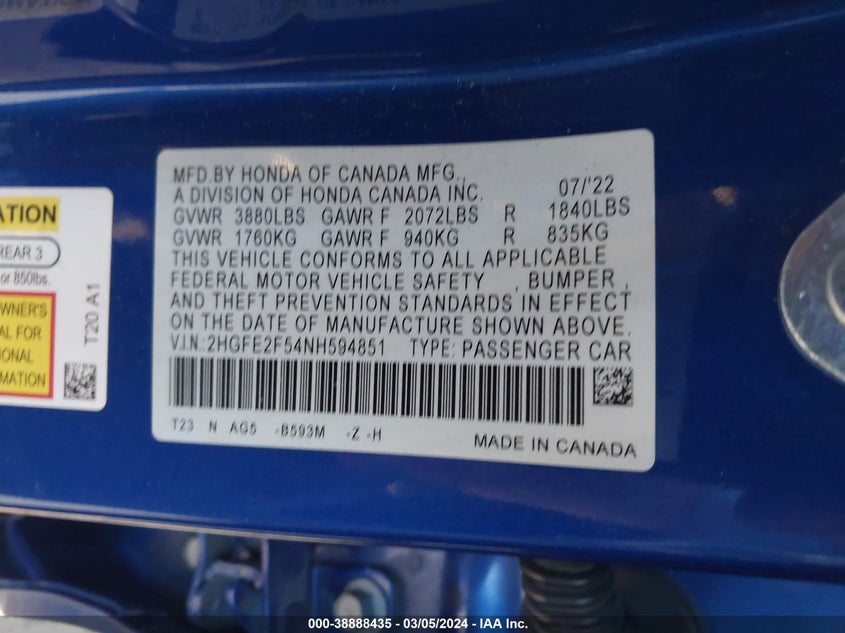 MFD.BY HONDA OF CANADA MFG.,
A DIVISION OF HONDA CANADA INC. 07/'22
GVWR 3880LBS GAWR F 2072LBS R 1840LBS
GVWR 1760KG GAWR F 940KG R 835KG
THIS VEHICLE CONFORMS TO ALL APPLICABLE
FEDERAL MOTOR VEHICLE SAFETY , BUMPER ,
AND THEFT PREVENTION STANDARDS IN EFFECT
ON THE DATE OF MANUFACTURE SHOWN ABOVE.
V.I.N.:2HGFE2F54NH594851 TYPE: PASSENGER CAR
T23 N AG5 -B593M -Z -H
MADE IN CANADA
ATION
REAR 3
or 850lbs.
OWNER'S
AL FOR
IONAL
RMATION
T20 A1
000-38888435 - 03/05/2024 - IAA Inc.